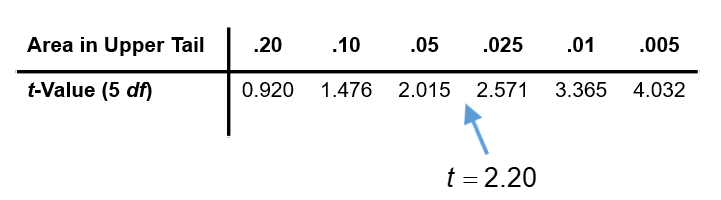 Area in Upper Tail .20 .10 .05 .025 .01 .005
t-Value (5 df) 0.920 1.476 2.015 2.571 3.365 4.032
t = 2.20